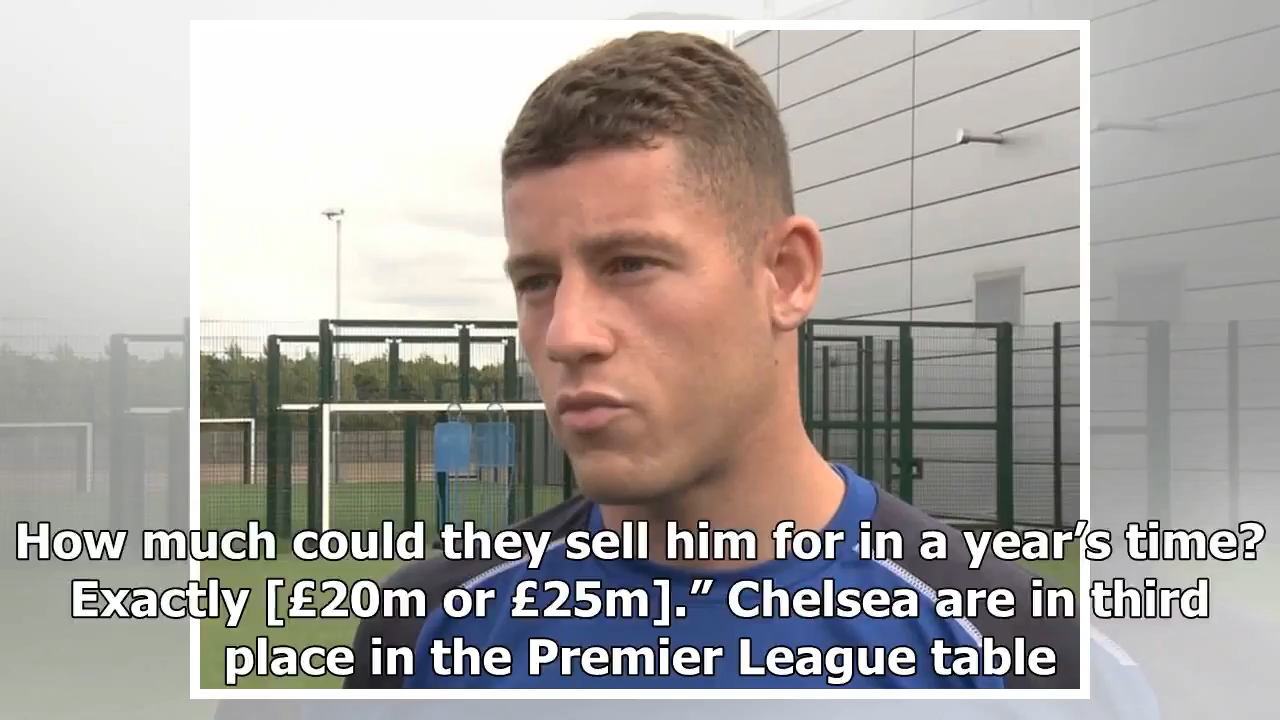 How much could they sell him for in a year’s time?
Exactly [£20m or £25m].” Chelsea are in third
place in the Premier League table